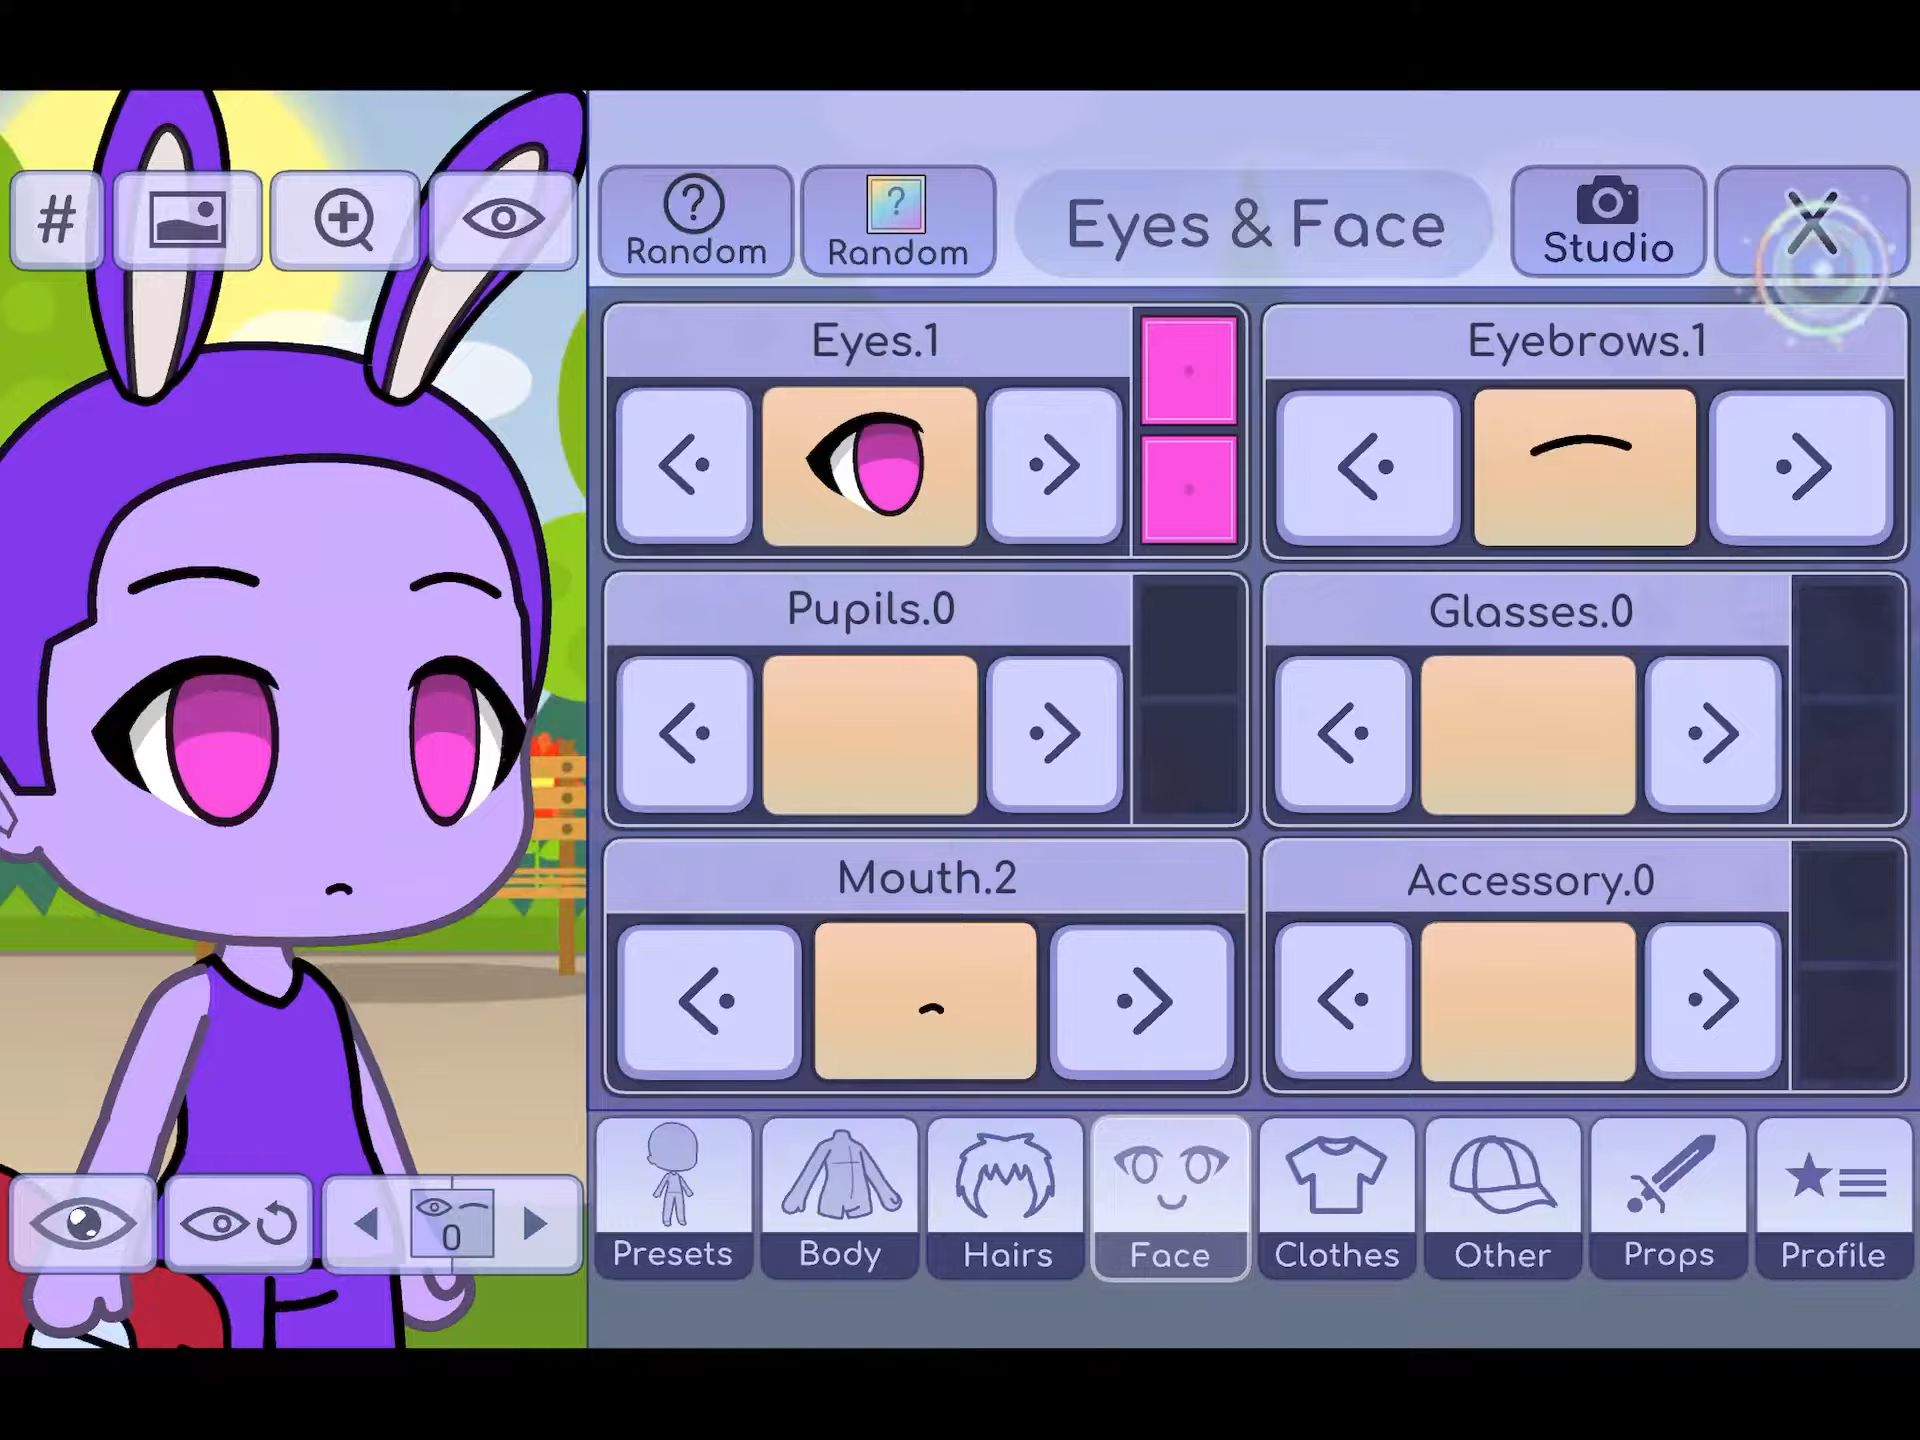 #
Random
Random
Eyes & Face
Studio
X
Eyes.1
Eyebrows.1
Pupils.0
Glasses.0
Mouth.2
Accessory.0
0
Presets
Body
Hairs
Face
Clothes
Other
Props
Profile